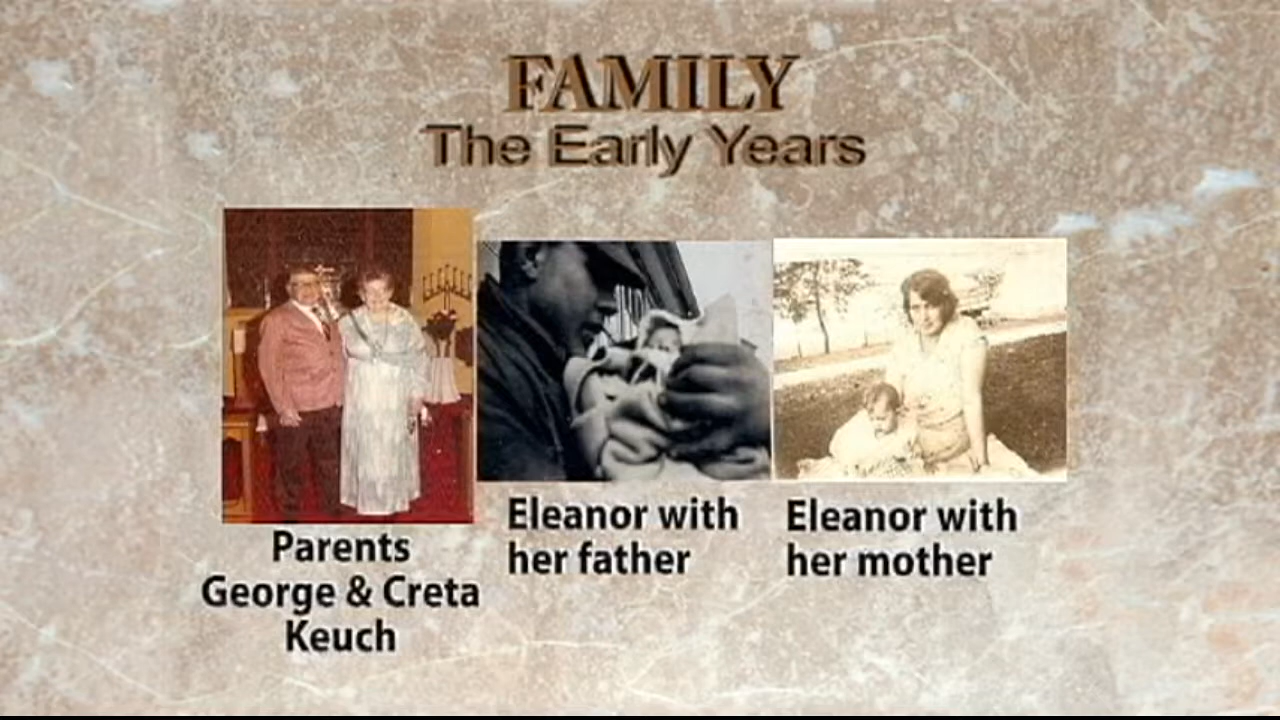 FAMILY
The Early Years
Parents
George & Creta
Keuch
Eleanor with
her father
Eleanor with
her mother